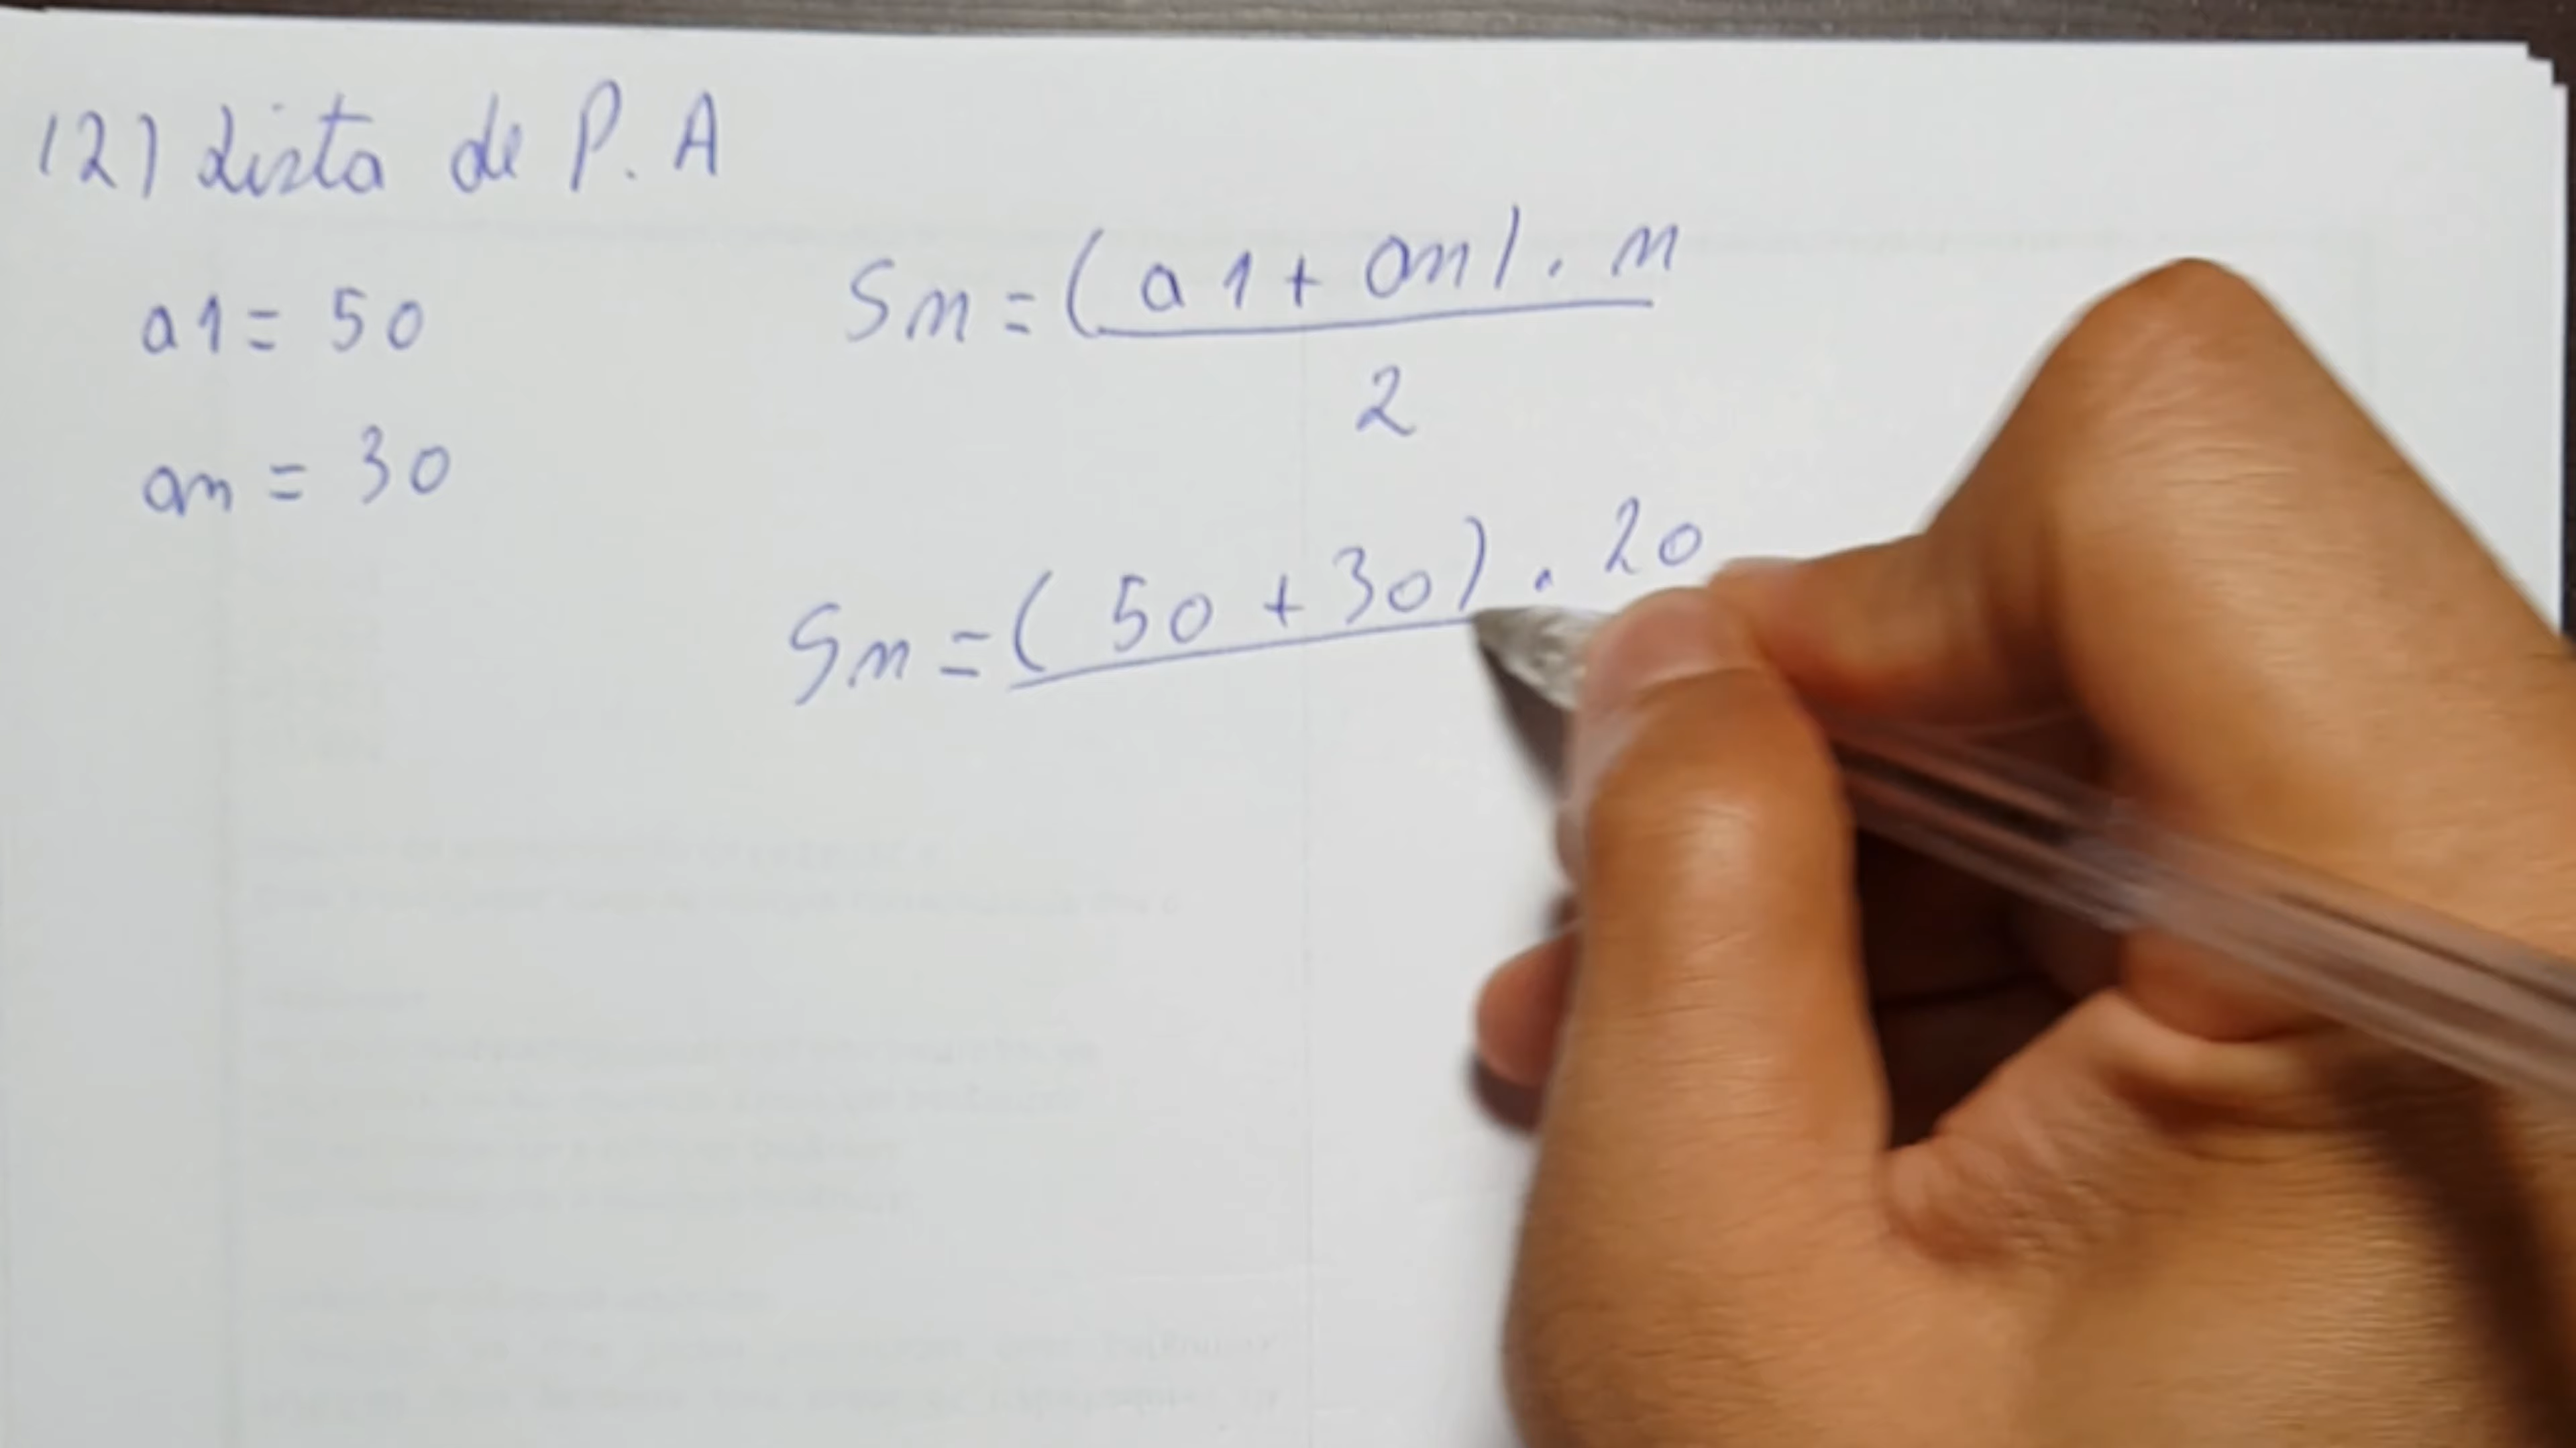 12) Lista de P. A
a1 = 50
an = 30
Sn = (a1 + an) . n
2
Sn = (50 + 30) . 20